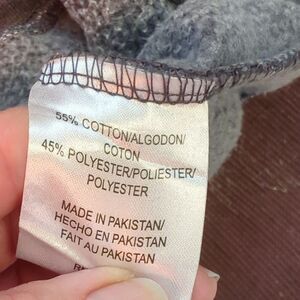 55% COTTON/ALGODON/
COTON
45% POLYESTER/POLIESTER/
POLYESTER
MADE IN PAKISTAN/
HECHO EN PAKISTAN
FAIT AU PAKISTAN